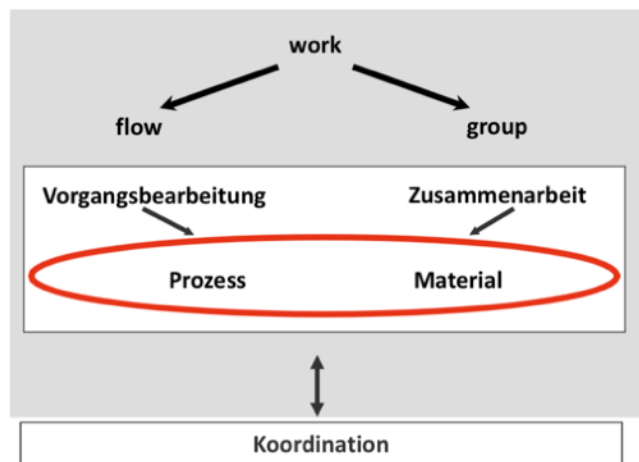 work
flow group
Vorgangsbearbeitung Zusammenarbeit
Prozess Material
Koordination